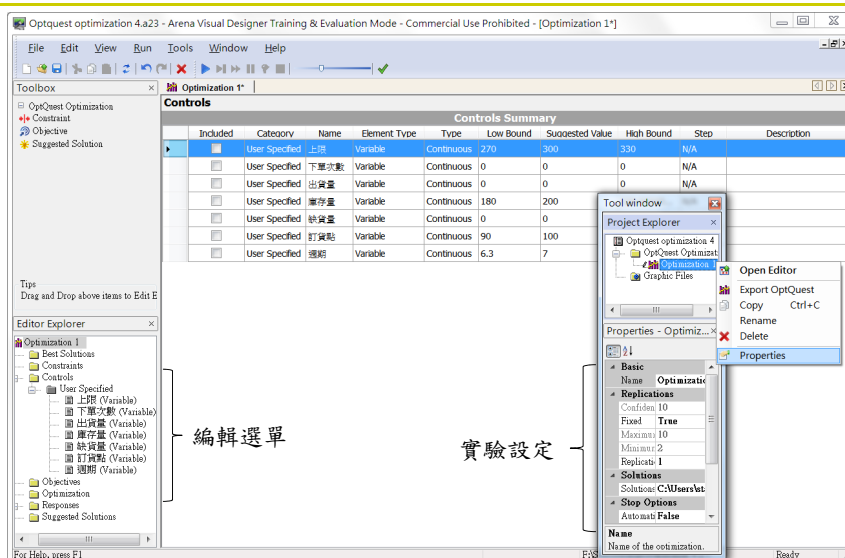 Optquest optimization 4.a23 - Arena Visual Designer Training & Evaluation Mode - Commercial Use Prohibited - [Optimization 1*]
File Edit View Run Tools Window Help
Toolbox
OptQuest Optimization
Constraint
Objective
Suggested Solution
Tips
Drag and Drop above items to Edit E
Optimization 1*
Controls
Controls Summary
Included Category Name Element Type Type Low Bound Suggested Value High Bound Step Description
User Specified 上限 Variable Continuous 270 300 330 N/A
User Specified 下單次數 Variable Continuous 0 0 0 N/A
User Specified 出貨量 Variable Continuous 0 0 0 N/A
User Specified 庫存量 Variable Continuous 180 200
User Specified 缺貨量 Variable Continuous 0 0
User Specified 訂貨點 Variable Continuous 90 100
User Specified 週期 Variable Continuous 6.3 7
Editor Explorer
Optimization 1
Best Solutions
Constraints
Controls
User Specified
上限 (Variable)
下單次數 (Variable)
出貨量 (Variable)
庫存量 (Variable)
缺貨量 (Variable)
訂貨點 (Variable)
週期 (Variable)
Objectives
Optimization
Responses
Suggested Solutions
編輯選單
實驗設定
Tool window
Project Explorer
Optquest optimization 4
OptQuest Optimizat
Optimization 1
Graphic Files
Open Editor
Export OptQuest
Copy Ctrl+C
Rename
Delete
Properties
Properties - Optimiz...
Basic
Name Optimizatio
Replications
Confiden 10
Fixed True
Maximu 10
Minimur 2
Replicati 1
Solutions
Solutions C:\Users\st
Stop Options
Automati False
Name
Name of the optimization.
For Help, press F1
F:\S
Ready